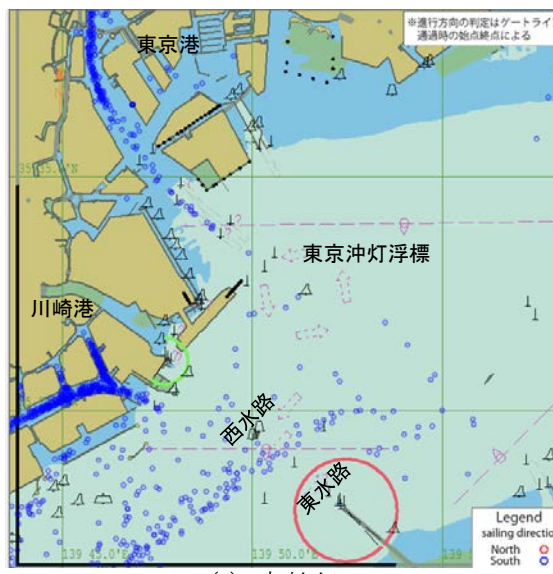 ※進行方向の判定はゲートライ
通過時の始点終点による
東京港
35 35.0'N
東京沖灯浮標
川崎港
西水路
東水路
Legend
sailing directio
North
South
139 45.0'E
139 50.0'E